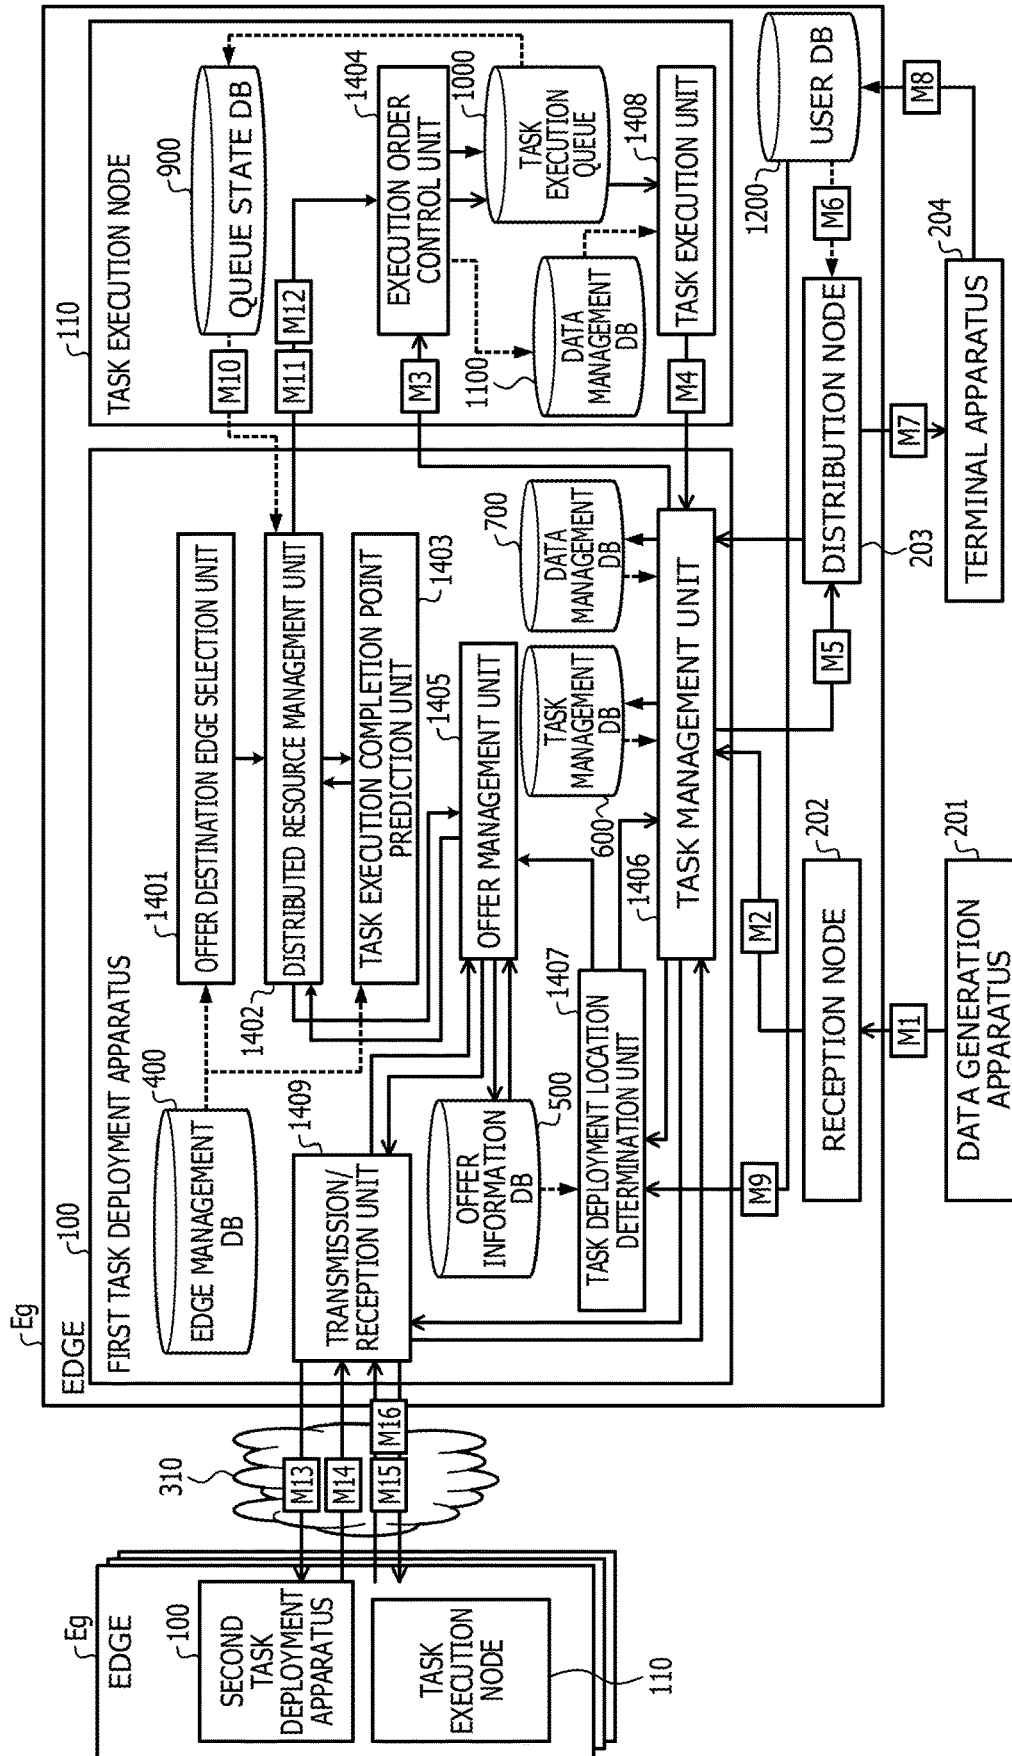 Eg
EDGE
100
SECOND
TASK
DEPLOYMENT
APPARATUS
TASK
EXECUTION
NODE
110
310
M13
M14
M15
M16
Eg
EDGE
100
FIRST TASK DEPLOYMENT APPARATUS
400
EDGE MANAGEMENT
DB
1401
OFFER DESTINATION EDGE SELECTION UNIT
1402
DISTRIBUTED RESOURCE MANAGEMENT UNIT
1403
TASK EXECUTION COMPLETION POINT
PREDICTION UNIT
1409
TRANSMISSION/
RECEPTION UNIT
1405
OFFER MANAGEMENT UNIT
500
OFFER
INFORMATION
DB
1407
TASK DEPLOYMENT LOCATION
DETERMINATION UNIT
600
TASK
MANAGEMENT
DB
700
DATA
MANAGEMENT
DB
1406
TASK MANAGEMENT UNIT
110
TASK EXECUTION NODE
900
QUEUE STATE DB
M10
M11
M12
1404
EXECUTION ORDER
CONTROL UNIT
M3
1000
TASK
EXECUTION
QUEUE
1100
DATA
MANAGEMENT
DB
1408
TASK EXECUTION UNIT
M4
M9
M2
M5
202
RECEPTION NODE
M1
201
DATA GENERATION
APPARATUS
DISTRIBUTION NODE
203
M7
M6
1200
USER DB
M8
204
TERMINAL APPARATUS